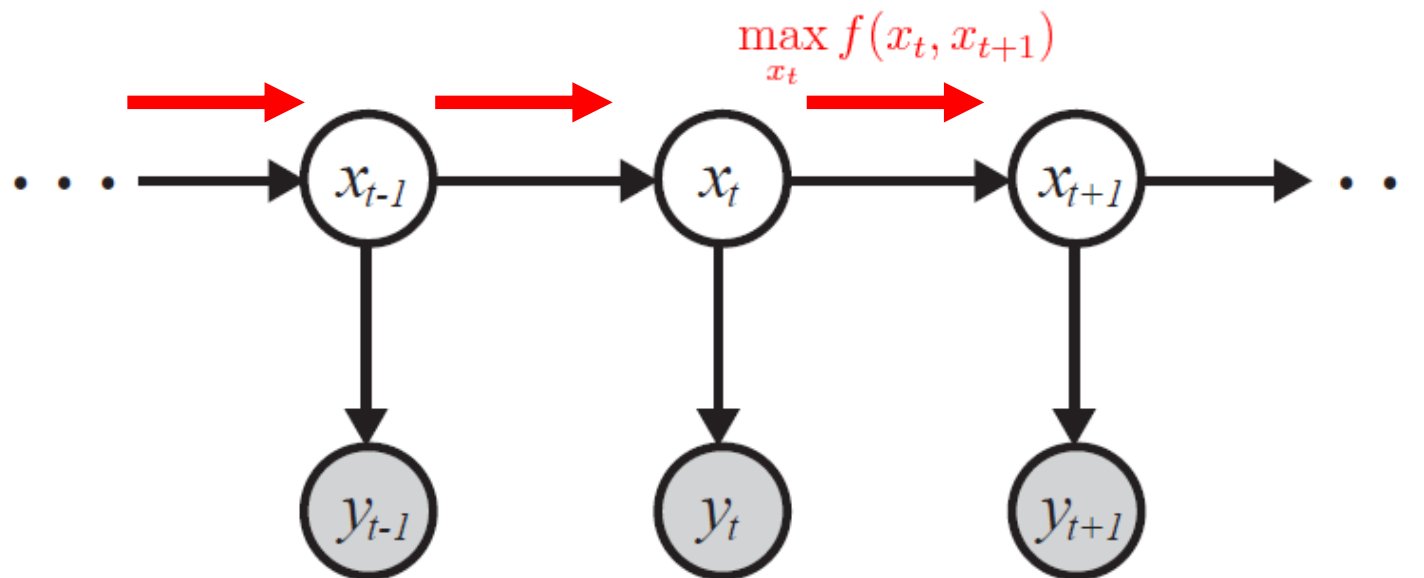 max f(x_t, x_{t+1})
x_t
· · · x_{t-1} x_t x_{t+1} · ·
y_{t-1} y_t y_{t+1}